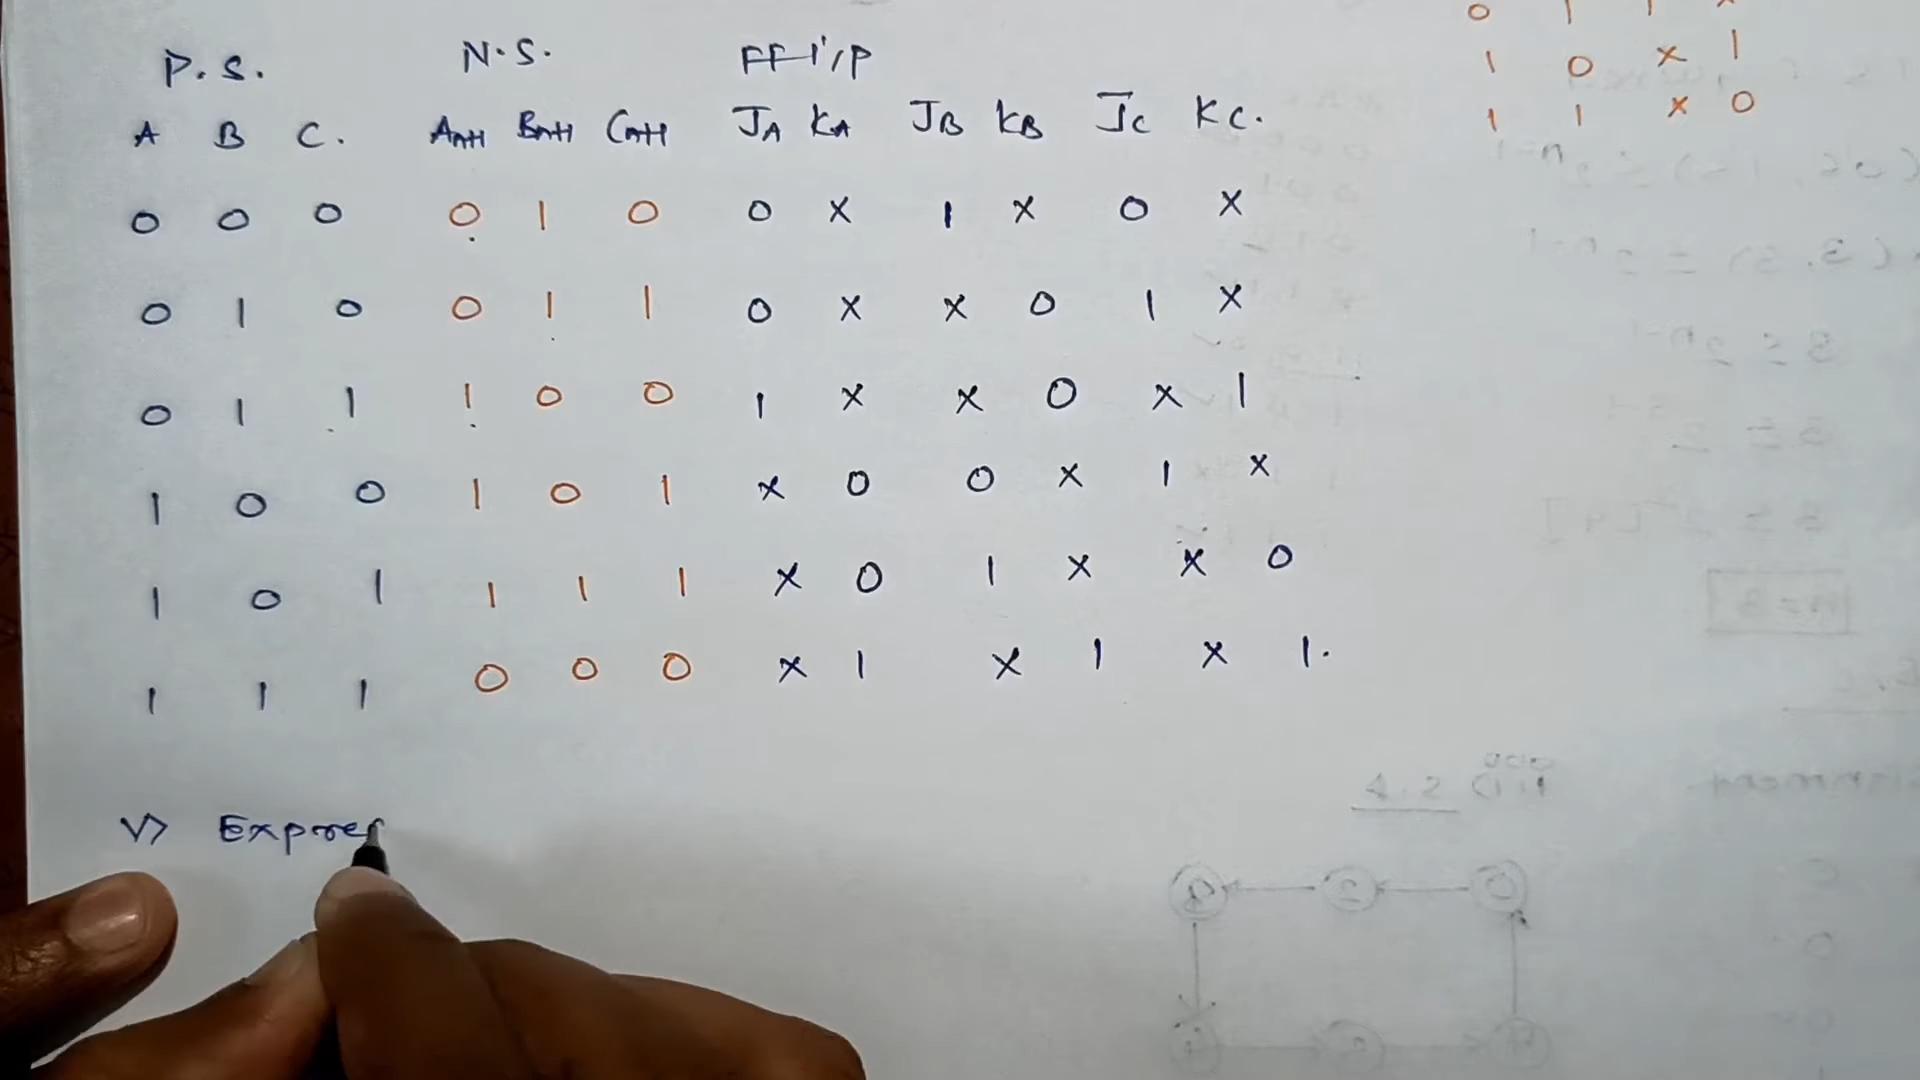 0 1 1 x
P.S. N.S. FF I/P 1 0 x 1
A B C. An+1 Bn+1 Cn+1 JA KA JB KB JC KC. 1 1 x 0
0 0 0 0 1 0 0 x 1 x 0 x
0 1 0 0 1 1 0 x x 0 1 x
0 1 1 1 0 0 1 x x 0 x 1
1 0 0 1 0 1 x 0 0 x 1 x
1 0 1 1 1 1 x 0 1 x x 0
1 1 1 0 0 0 x 1 x 1 x 1.
V> Expres